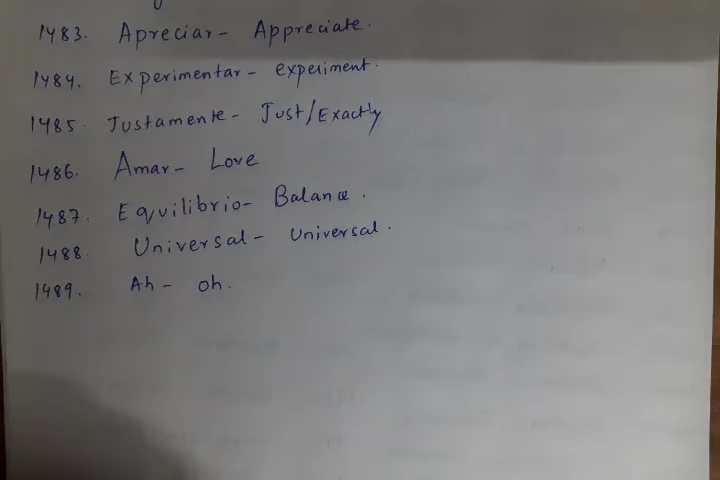 1483. Apreciar - Appreciate.
1484. Experimentar - experiment.
1485. Justamente - Just/Exactly
1486. Amar - Love
1487. Equilibrio - Balance.
1488. Universal - Universal.
1489. Ah - Oh.